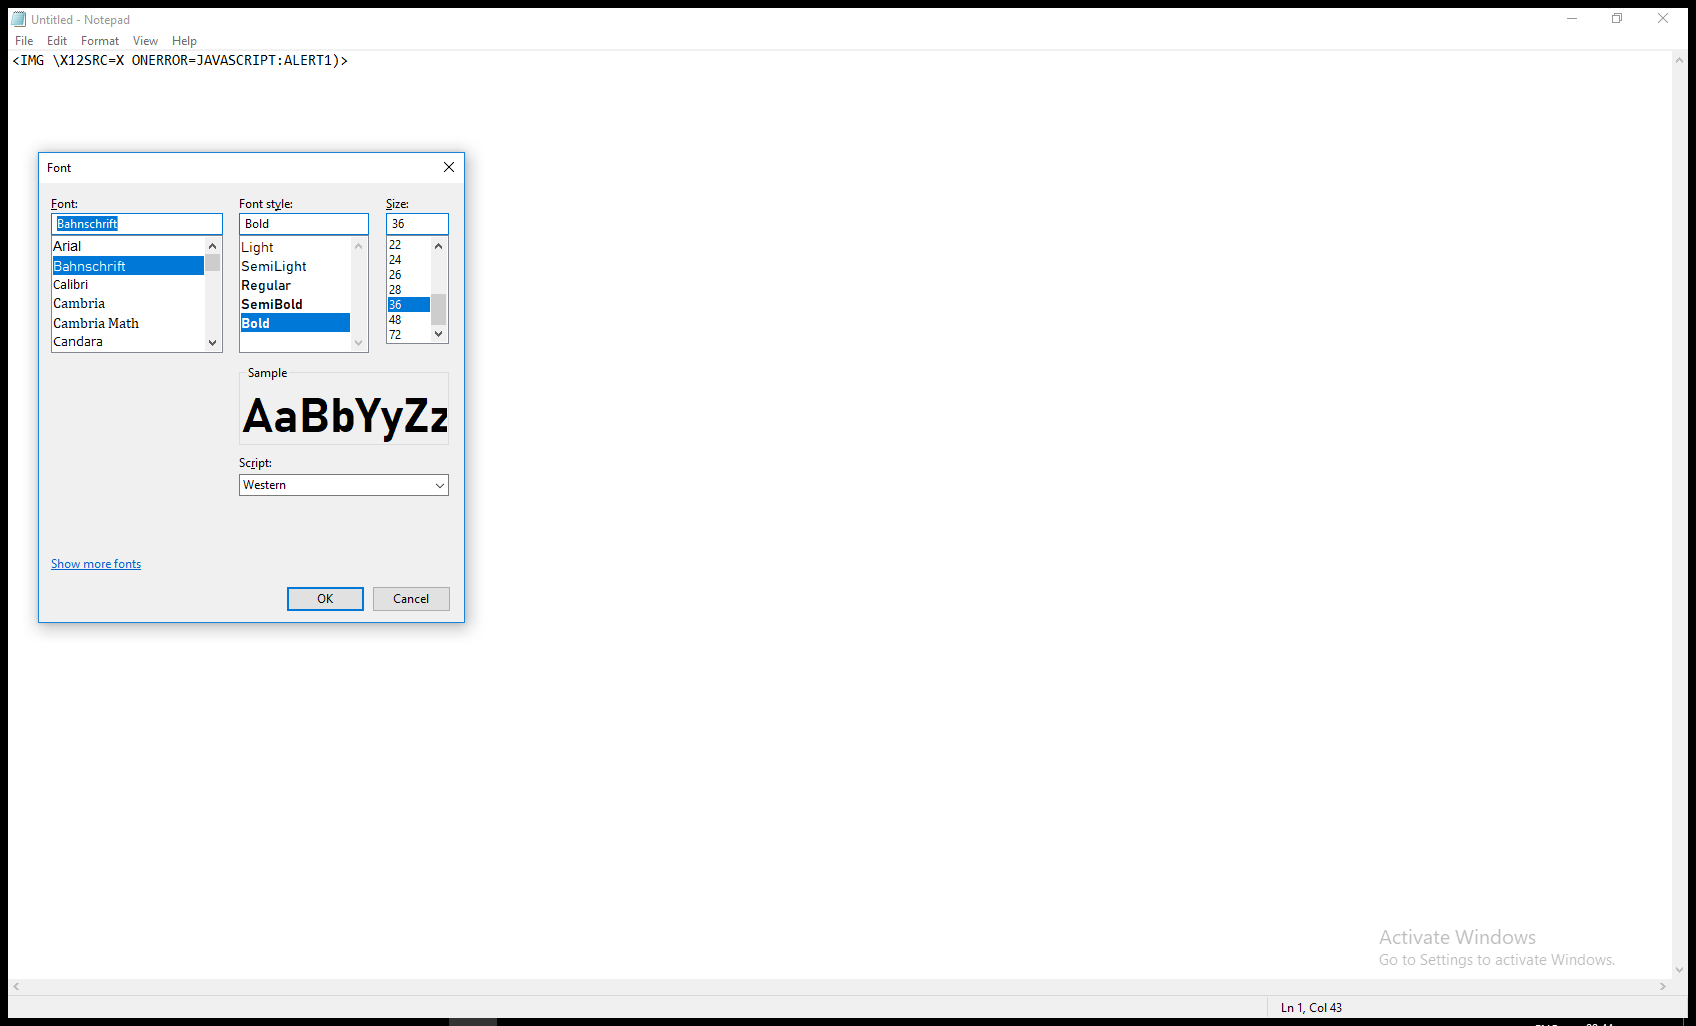 Untitled - Notepad
File Edit Format View Help
<IMG \X12SRC=X ONERROR=JAVASCRIPT:ALERT1)>
Font
Font: Font style: Size:
Bahnschrift Bold 36
Arial
Bahnschrift
Calibri
Cambria
Cambria Math
Candara
Light
SemiLight
Regular
SemiBold
Bold
22
24
26
28
36
48
72
Sample
AaBbYyZz
Script:
Western
Show more fonts
OK Cancel
Activate Windows
Go to Settings to activate Windows.
Ln 1, Col 43